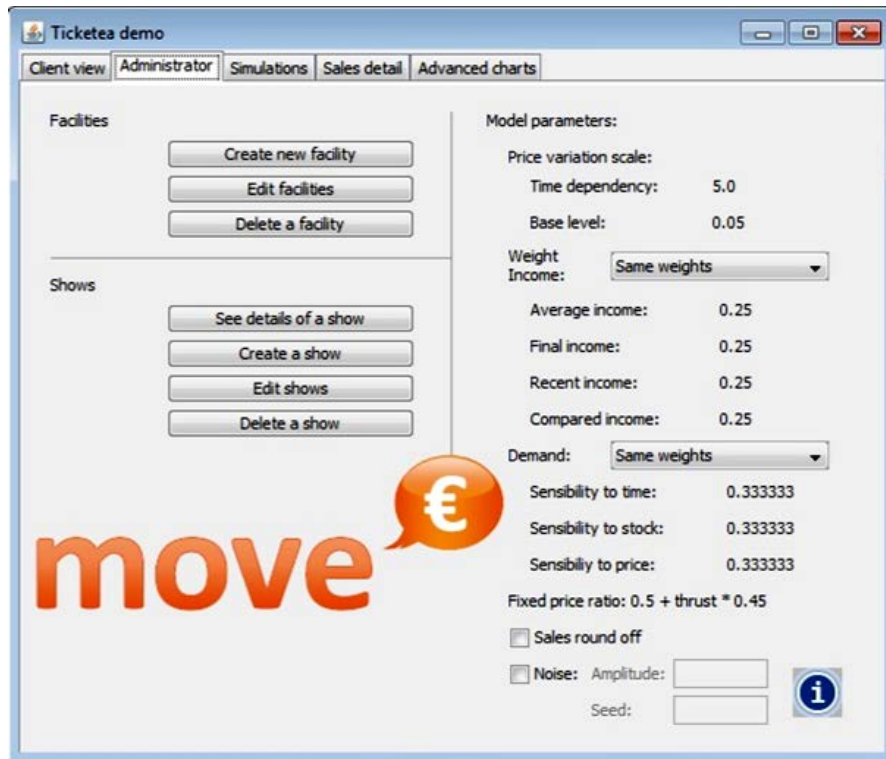 Ticketea demo
Client view Administrator Simulations Sales detail Advanced charts
Facilities
Create new facility
Edit facilities
Delete a facility
Shows
See details of a show
Create a show
Edit shows
Delete a show
move €
Model parameters:
Price variation scale:
Time dependency: 5.0
Base level: 0.05
Weight
Income: Same weights
Average income: 0.25
Final income: 0.25
Recent income: 0.25
Compared income: 0.25
Demand: Same weights
Sensibility to time: 0.333333
Sensibility to stock: 0.333333
Sensibiliy to price: 0.333333
Fixed price ratio: 0.5 + thrust * 0.45
Sales round off
Noise: Amplitude:
Seed:
i